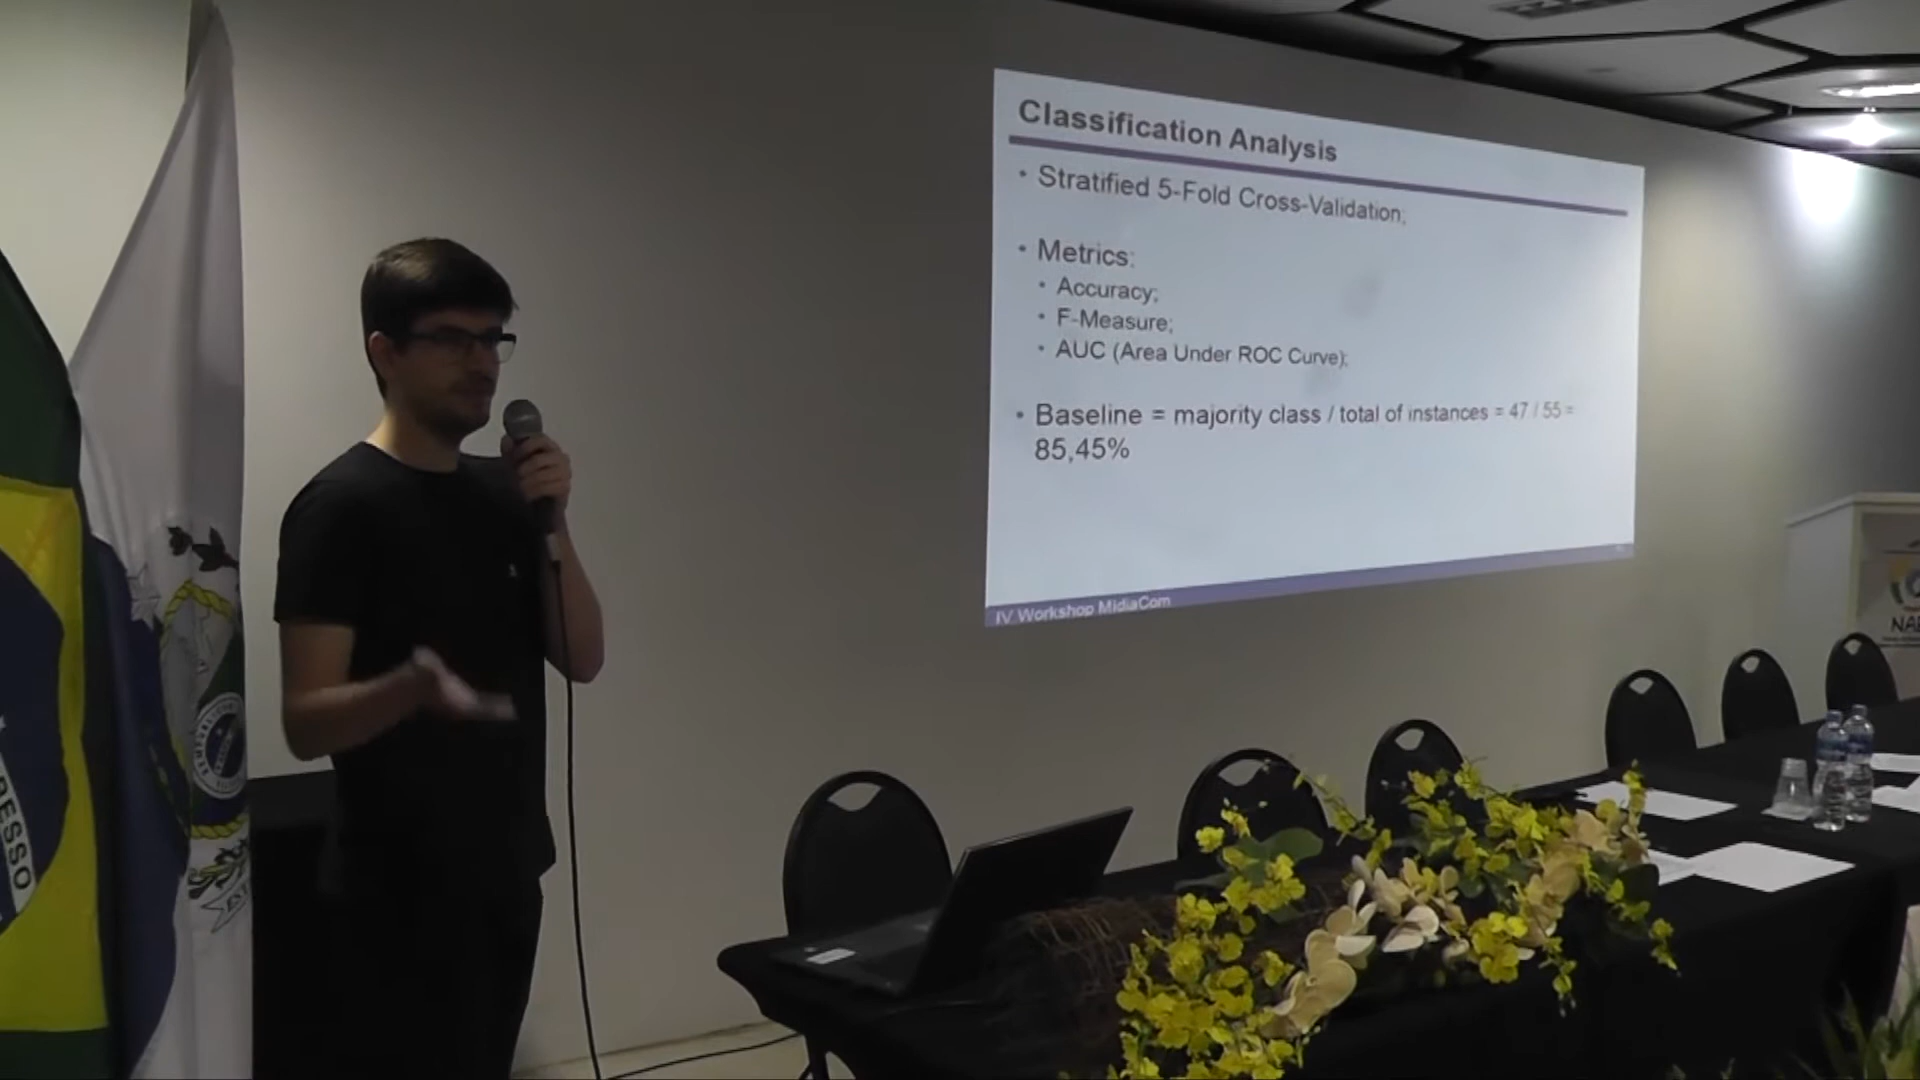 Classification Analysis
• Stratified 5-Fold Cross-Validation;
• Metrics:
• Accuracy;
• F-Measure;
• AUC (Area Under ROC Curve);
• Baseline = majority class / total of instances = 47 / 55 =
85,45%
IV Workshop MidiaCom
RESSO